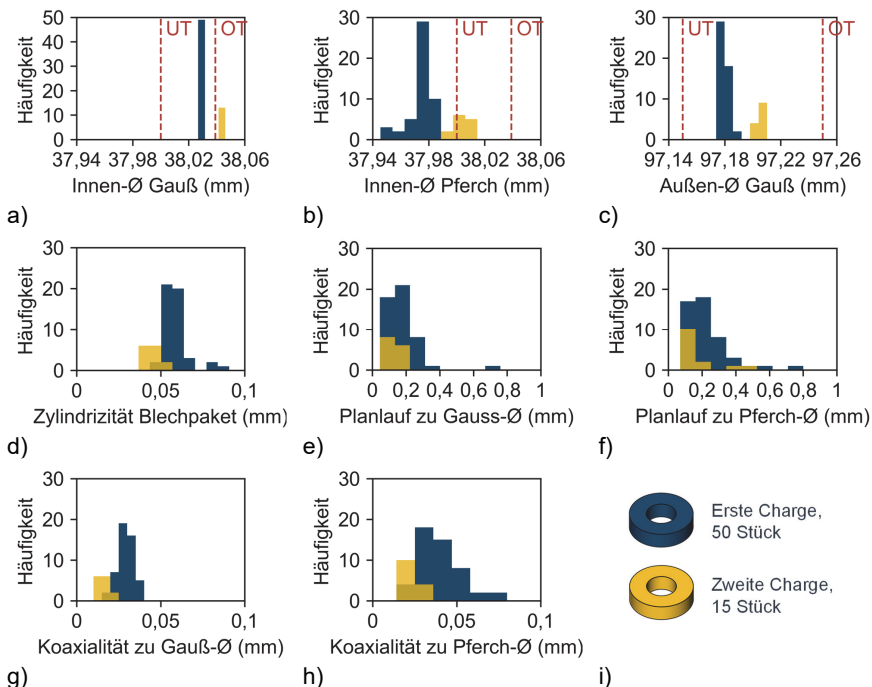 50
40
30
20
10
0
Häufigkeit
UT
OT
37,94
37,98
38,02
38,06
Innen-Ø Gauß (mm)
a)
30
20
10
0
Häufigkeit
UT
OT
37,94
37,98
38,02
38,06
Innen-Ø Pferch (mm)
b)
30
20
10
0
Häufigkeit
UT
OT
97,14
97,18
97,22
97,26
Außen-Ø Gauß (mm)
c)
30
20
10
0
Häufigkeit
0
0,05
0,1
Zylindrizität Blechpaket (mm)
d)
30
20
10
0
Häufigkeit
0
0,2
0,4
0,6
0,8
1
Planlauf zu Gauss-Ø (mm)
e)
30
20
10
0
Häufigkeit
0
0,2
0,4
0,6
0,8
1
Planlauf zu Pferch-Ø (mm)
f)
30
20
10
0
Häufigkeit
0
0,05
0,1
Koaxialität zu Gauß-Ø (mm)
g)
30
20
10
0
Häufigkeit
0
0,05
0,1
Koaxialität zu Pferch-Ø (mm)
h)
Erste Charge,
50 Stück
Zweite Charge,
15 Stück
i)